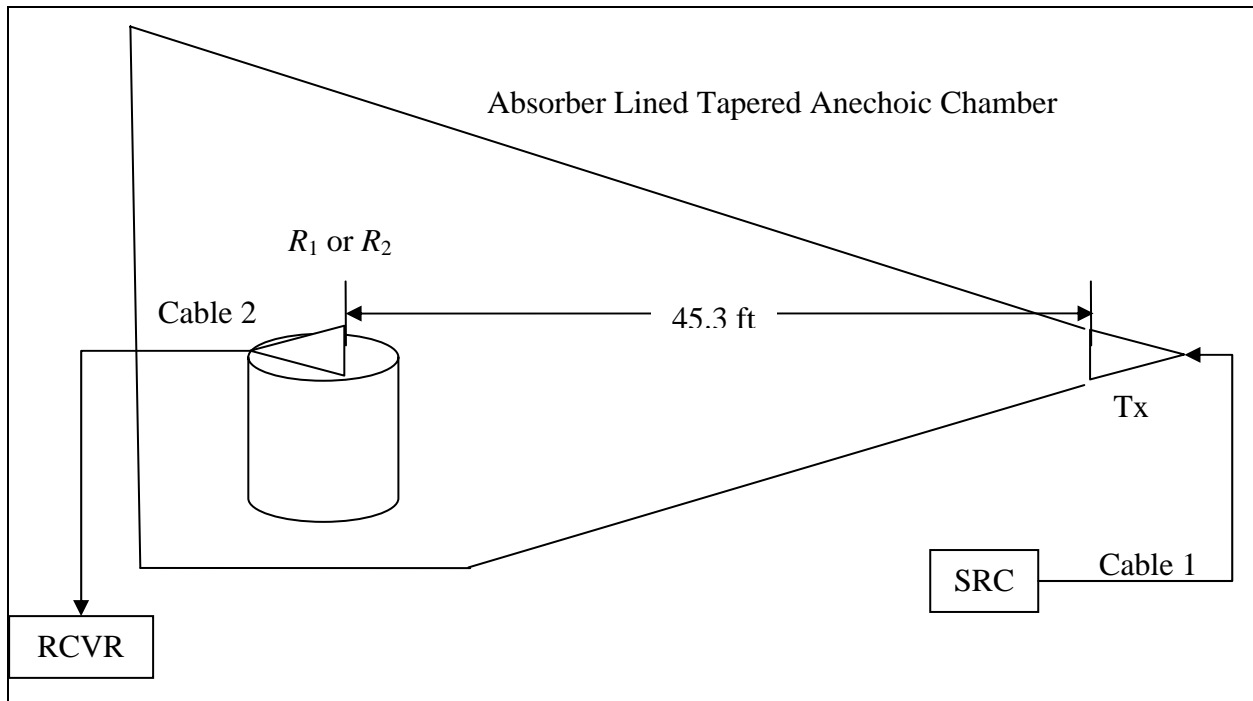 Absorber Lined Tapered Anechoic Chamber
R1 or R2
Cable 2
45.3 ft
Tx
Cable 1
SRC
RCVR